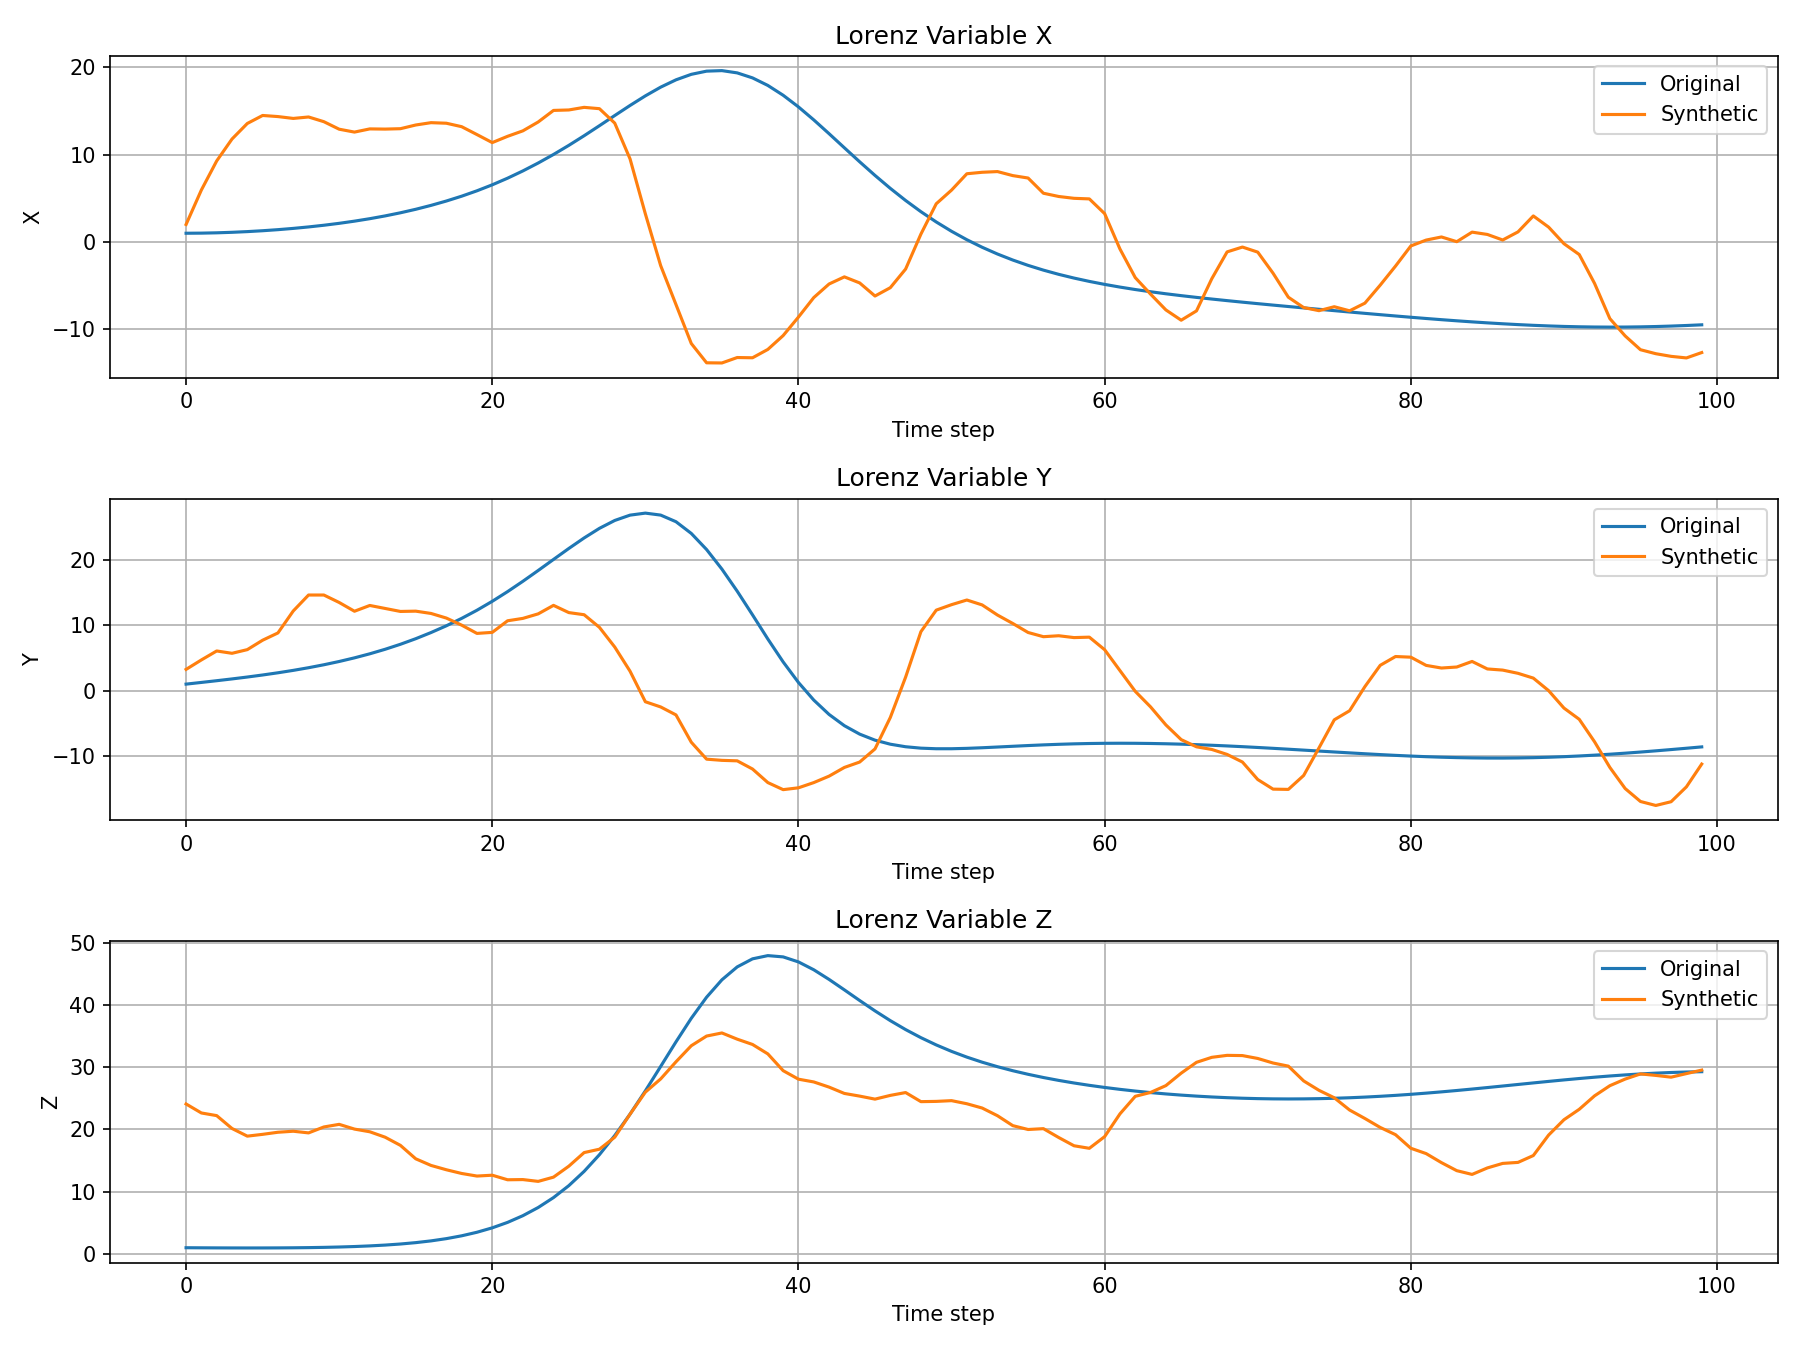 Lorenz Variable X
20
10
0
−10
X
0 20 40 60 80 100
Time step
Original
Synthetic
Lorenz Variable Y
20
10
0
−10
Y
0 20 40 60 80 100
Time step
Original
Synthetic
Lorenz Variable Z
50
40
30
20
10
0
Z
0 20 40 60 80 100
Time step
Original
Synthetic